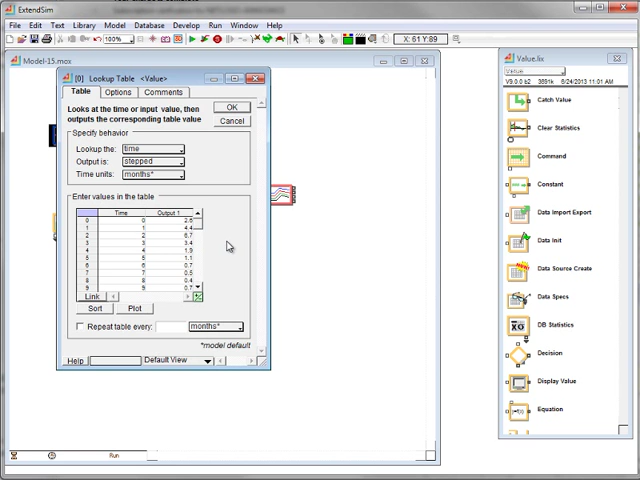 ExtendSim
File Edit Text Library Model Database Develop Run Window Help
100%
X: 61 Y:89
Model-15.mox
[0] Lookup Table <Value>
Table Options Comments
Looks at the time or input value, then
outputs the corresponding table value
OK
Cancel
Specify behavior
Lookup the: time
Output is: stepped
Time units: months*
Enter values in the table
Time Output 1
0 0 2.6
1 1 4.4
2 2 6.7
3 3 3.4
4 4 1.9
5 5 1.1
6 6 0.7
7 7 0.5
8 8 0.4
9 9 0.7
Link
Sort Plot
Repeat table every: months*
*model default
Help Default View
Run
Value.lix
Value
V9.0.0 b2 3891k 6/24/2013 11:01 AM
Catch Value
Clear Statistics
Command
Constant
Data Import Export
Data Init
Data Source Create
Data Specs
DB Statistics
Decision
Display Value
Equation